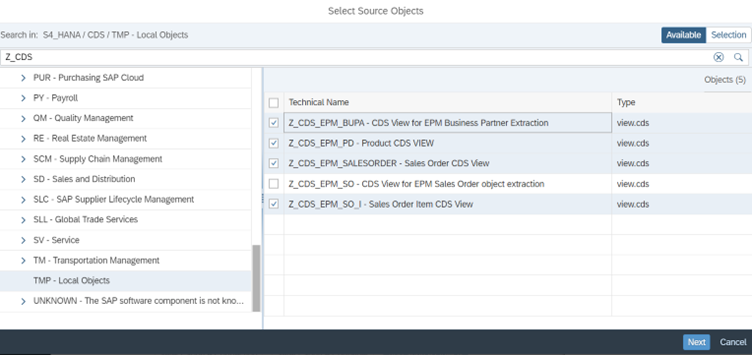 Select Source Objects
Search in: S4_HANA / CDS / TMP - Local Objects
Available
Selection
Z_CDS
PUR - Purchasing SAP Cloud
PY - Payroll
QM - Quality Management
RE - Real Estate Management
SCM - Supply Chain Management
SD - Sales and Distribution
SLC - SAP Supplier Lifecycle Management
SLL - Global Trade Services
SV - Service
TM - Transportation Management
TMP - Local Objects
UNKNOWN - The SAP software component is not kno...
Objects (5)
Technical Name Type
Z_CDS_EPM_BUPA - CDS View for EPM Business Partner Extraction view.cds
Z_CDS_EPM_PD - Product CDS VIEW view.cds
Z_CDS_EPM_SALESORDER - Sales Order CDS View view.cds
Z_CDS_EPM_SO - CDS View for EPM Sales Order object extraction view.cds
Z_CDS_EPM_SO_I - Sales Order Item CDS View view.cds
Next
Cancel